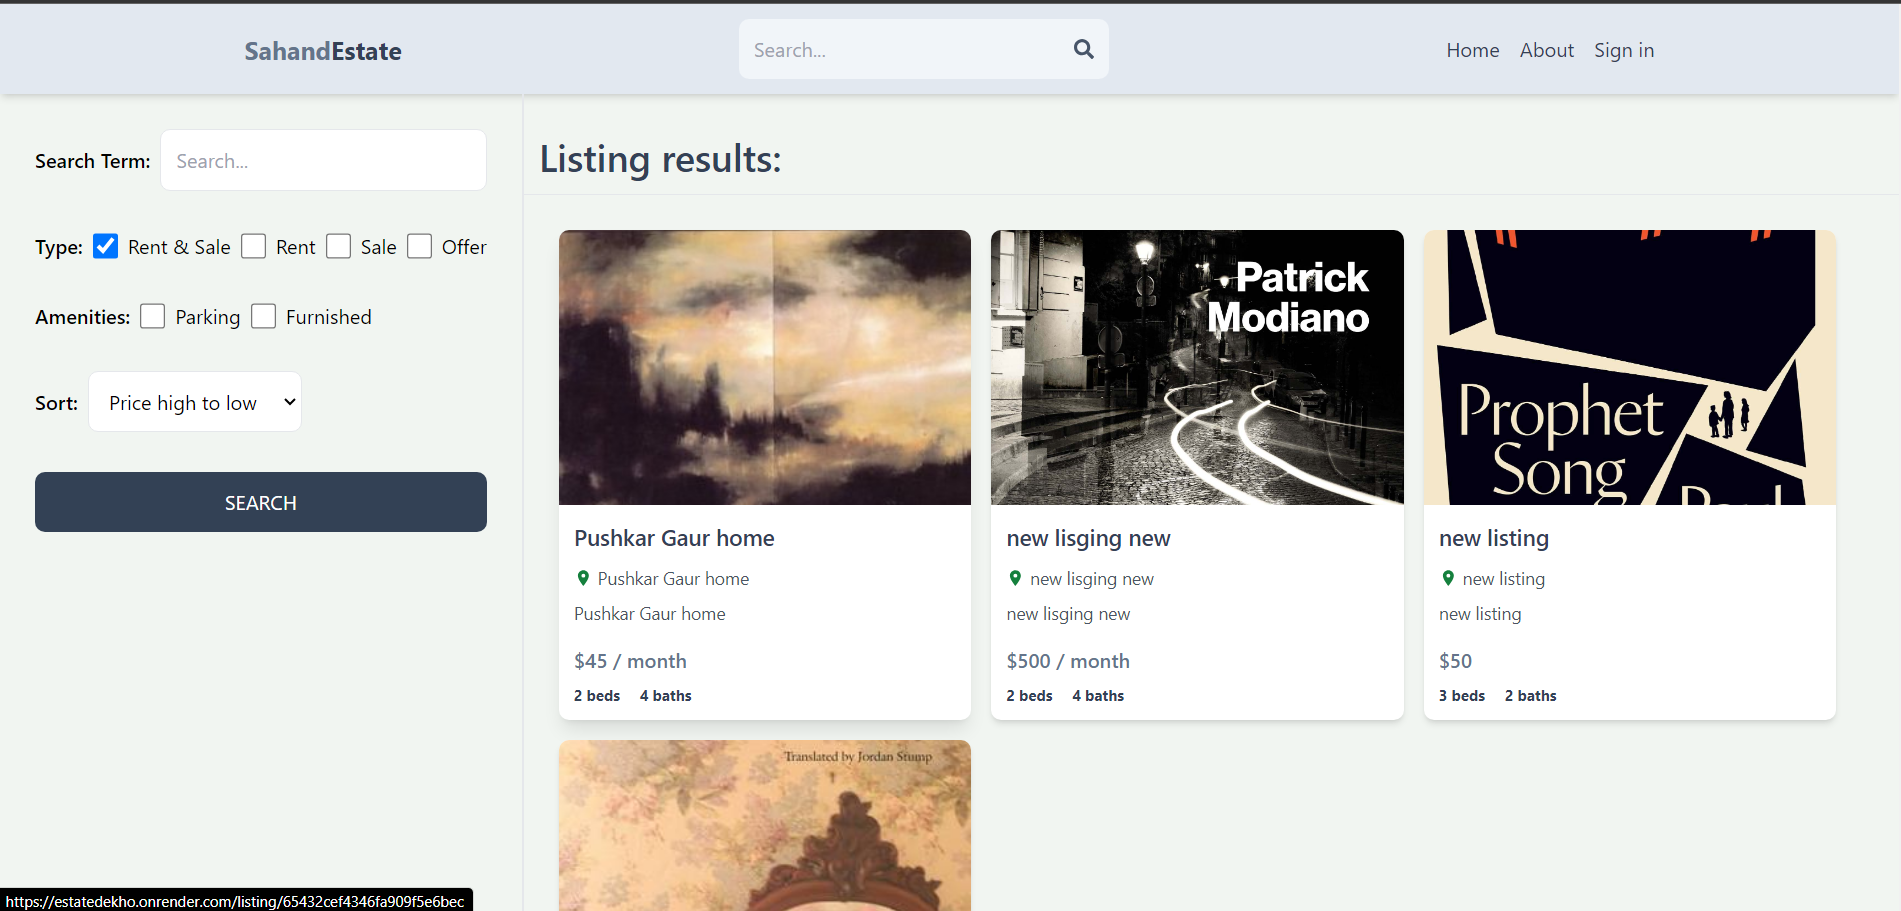 SahandEstate
Search...
Home About Sign in
Search Term: Search...
Type: Rent & Sale Rent Sale Offer
Amenities: Parking Furnished
Sort: Price high to low
SEARCH
Listing results:
Pushkar Gaur home
Pushkar Gaur home
Pushkar Gaur home
$45 / month
2 beds 4 baths
Patrick
Modiano
new lisging new
new lisging new
new lisging new
$500 / month
2 beds 4 baths
Prophet
Song
new listing
new listing
new listing
$50
3 beds 2 baths
Translated by Jordan Stump
https://estatedekho.onrender.com/listing/65432cef4346fa909f5e6bec